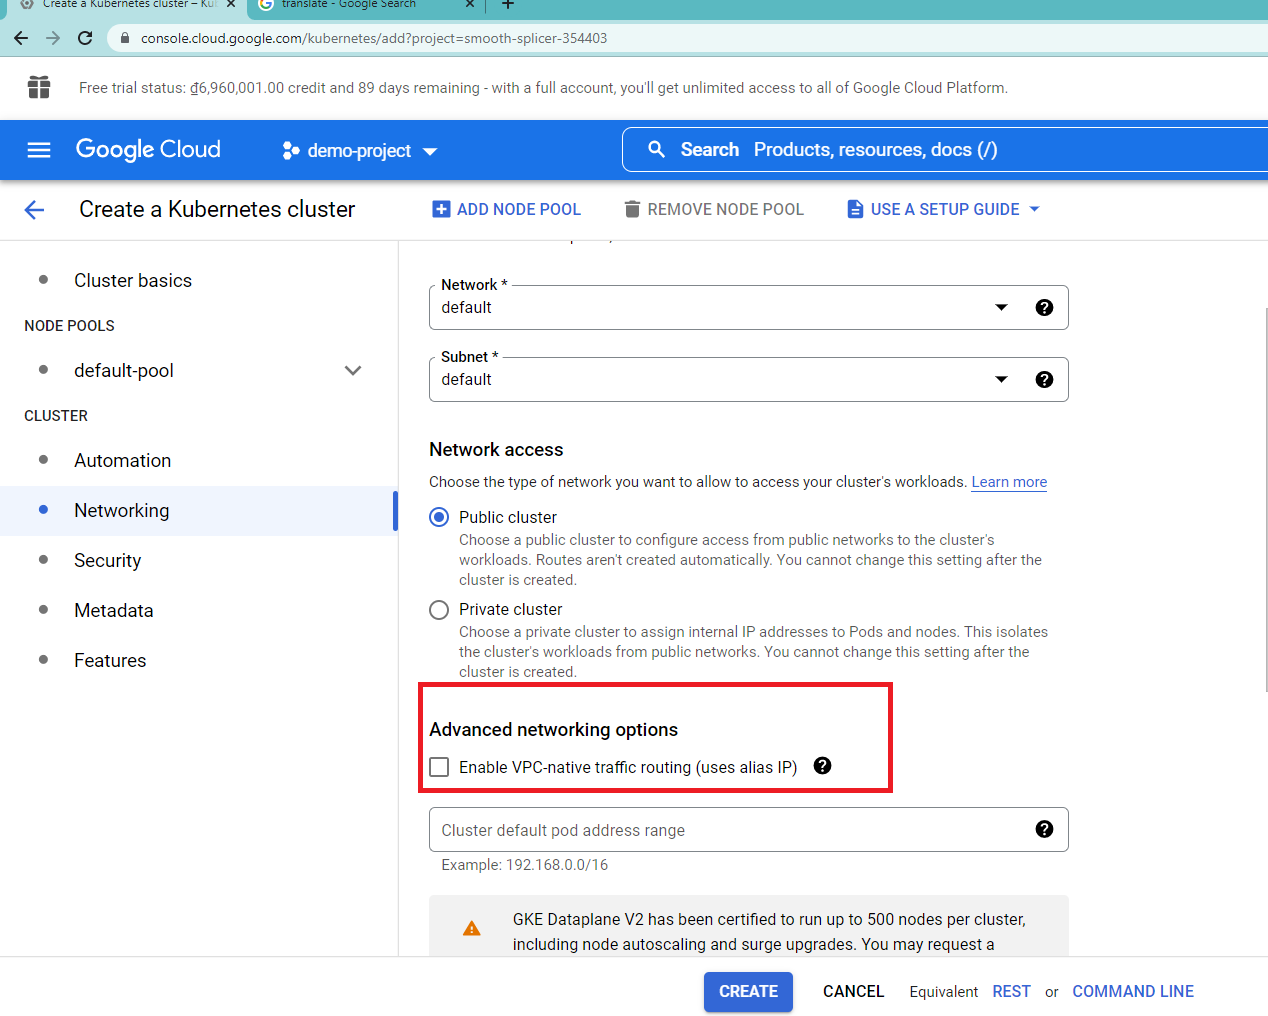 Create a Kubernetes cluster – Kub
translate - Google Search
console.cloud.google.com/kubernetes/add?project=smooth-splicer-354403
Free trial status: ₫6,960,001.00 credit and 89 days remaining - with a full account, you'll get unlimited access to all of Google Cloud Platform.
Google Cloud
demo-project
Search Products, resources, docs (/)
Create a Kubernetes cluster
ADD NODE POOL
REMOVE NODE POOL
USE A SETUP GUIDE
Cluster basics
NODE POOLS
default-pool
CLUSTER
Automation
Networking
Security
Metadata
Features
Network *
default
Subnet *
default
Network access
Choose the type of network you want to allow to access your cluster's workloads. Learn more
Public cluster
Choose a public cluster to configure access from public networks to the cluster's
workloads. Routes aren't created automatically. You cannot change this setting after the
cluster is created.
Private cluster
Choose a private cluster to assign internal IP addresses to Pods and nodes. This isolates
the cluster's workloads from public networks. You cannot change this setting after the
cluster is created.
Advanced networking options
Enable VPC-native traffic routing (uses alias IP)
Cluster default pod address range
Example: 192.168.0.0/16
GKE Dataplane V2 has been certified to run up to 500 nodes per cluster,
including node autoscaling and surge upgrades. You may request a
CREATE
CANCEL
Equivalent REST or COMMAND LINE